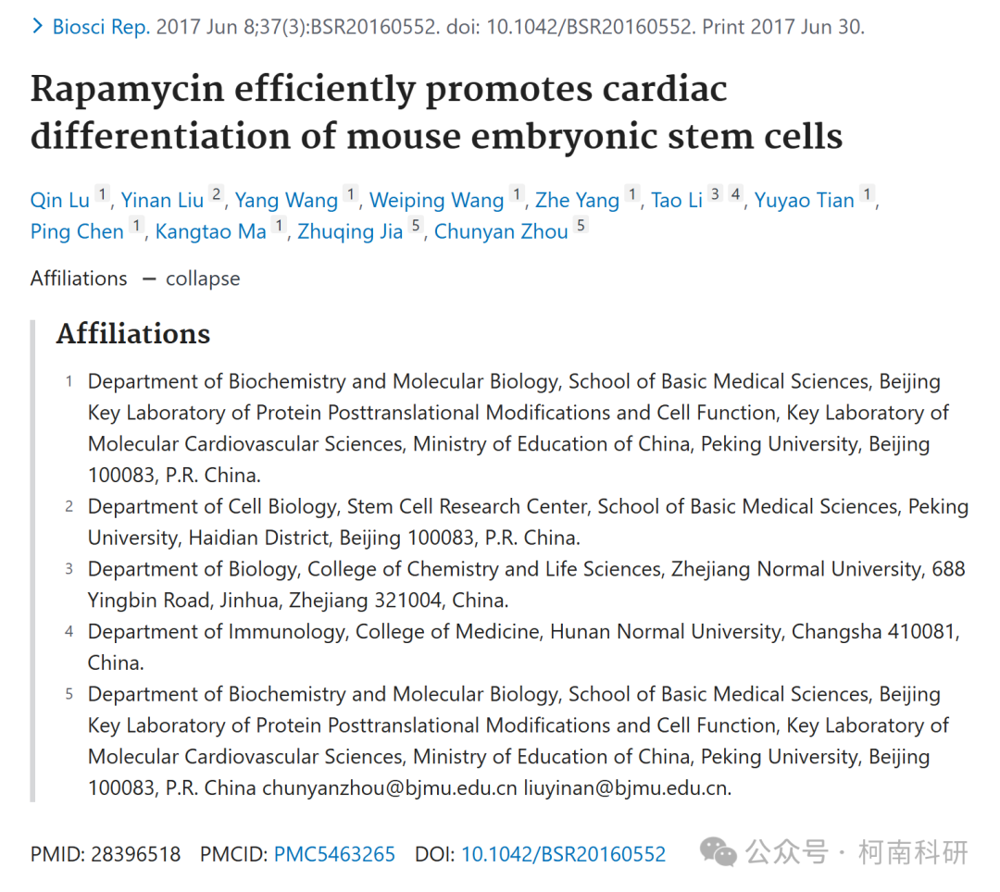 > Biosci Rep. 2017 Jun 8;37(3):BSR20160552. doi: 10.1042/BSR20160552. Print 2017 Jun 30.
Rapamycin efficiently promotes cardiac
differentiation of mouse embryonic stem cells
Qin Lu 1, Yinan Liu 2, Yang Wang 1, Weiping Wang 1, Zhe Yang 1, Tao Li 3 4, Yuyao Tian 1,
Ping Chen 1, Kangtao Ma 1, Zhuqing Jia 5, Chunyan Zhou 5
Affiliations — collapse
Affiliations
1 Department of Biochemistry and Molecular Biology, School of Basic Medical Sciences, Beijing
Key Laboratory of Protein Posttranslational Modifications and Cell Function, Key Laboratory of
Molecular Cardiovascular Sciences, Ministry of Education of China, Peking University, Beijing
100083, P.R. China.
2 Department of Cell Biology, Stem Cell Research Center, School of Basic Medical Sciences, Peking
University, Haidian District, Beijing 100083, P.R. China.
3 Department of Biology, College of Chemistry and Life Sciences, Zhejiang Normal University, 688
Yingbin Road, Jinhua, Zhejiang 321004, China.
4 Department of Immunology, College of Medicine, Hunan Normal University, Changsha 410081,
China.
5 Department of Biochemistry and Molecular Biology, School of Basic Medical Sciences, Beijing
Key Laboratory of Protein Posttranslational Modifications and Cell Function, Key Laboratory of
Molecular Cardiovascular Sciences, Ministry of Education of China, Peking University, Beijing
100083, P.R. China chunyanzhou@bjmu.edu.cn liuyinan@bjmu.edu.cn.
PMID: 28396518 PMCID: PMC5463265 DOI: 10.1042/BSR20160552
公众号 · 柯南科研